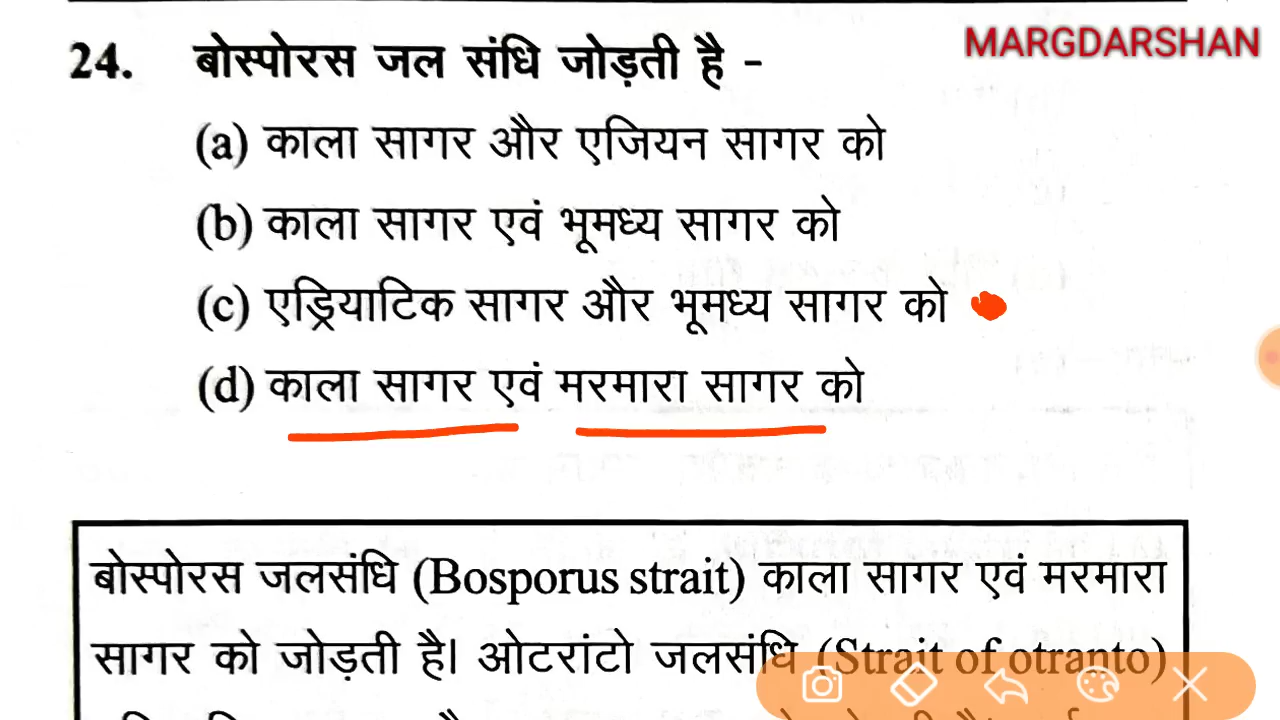 MARGDARSHAN
24. बोस्पोरस जल संधि जोड़ती है -
(a) काला सागर और एजियन सागर को
(b) काला सागर एवं भूमध्य सागर को
(c) एड्रियाटिक सागर और भूमध्य सागर को
(d) काला सागर एवं मरमारा सागर को
बोस्पोरस जलसंधि (Bosporus strait) काला सागर एवं मरमारा
सागर को जोड़ती है। ओटरांटो जलसंधि (Strait of otranto)